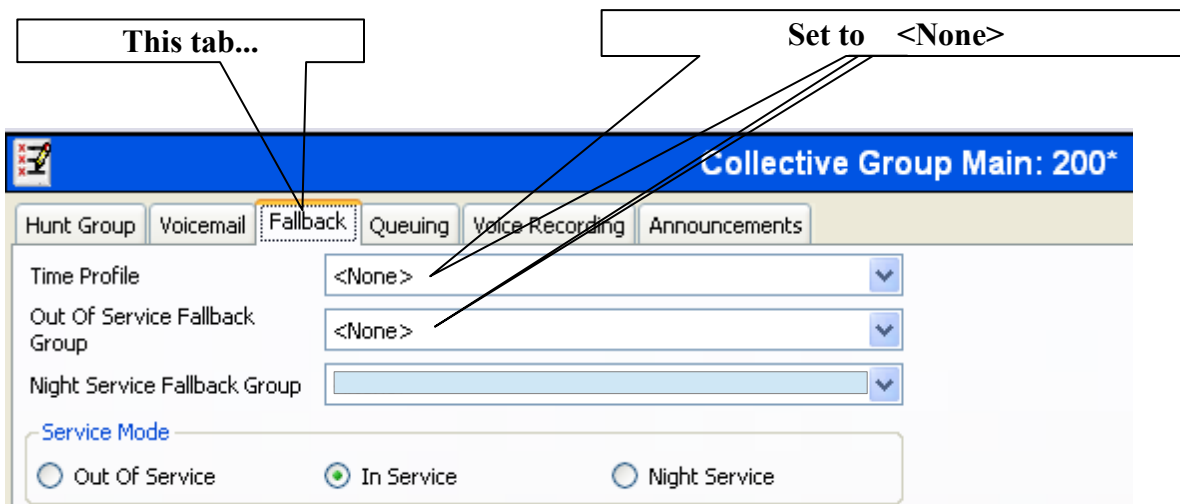 This tab...
Set to <None>
Collective Group Main: 200*
Hunt Group Voicemail Fallback Queuing Voice Recording Announcements
Time Profile <None>
Out Of Service Fallback
Group <None>
Night Service Fallback Group
Service Mode
Out Of Service In Service Night Service